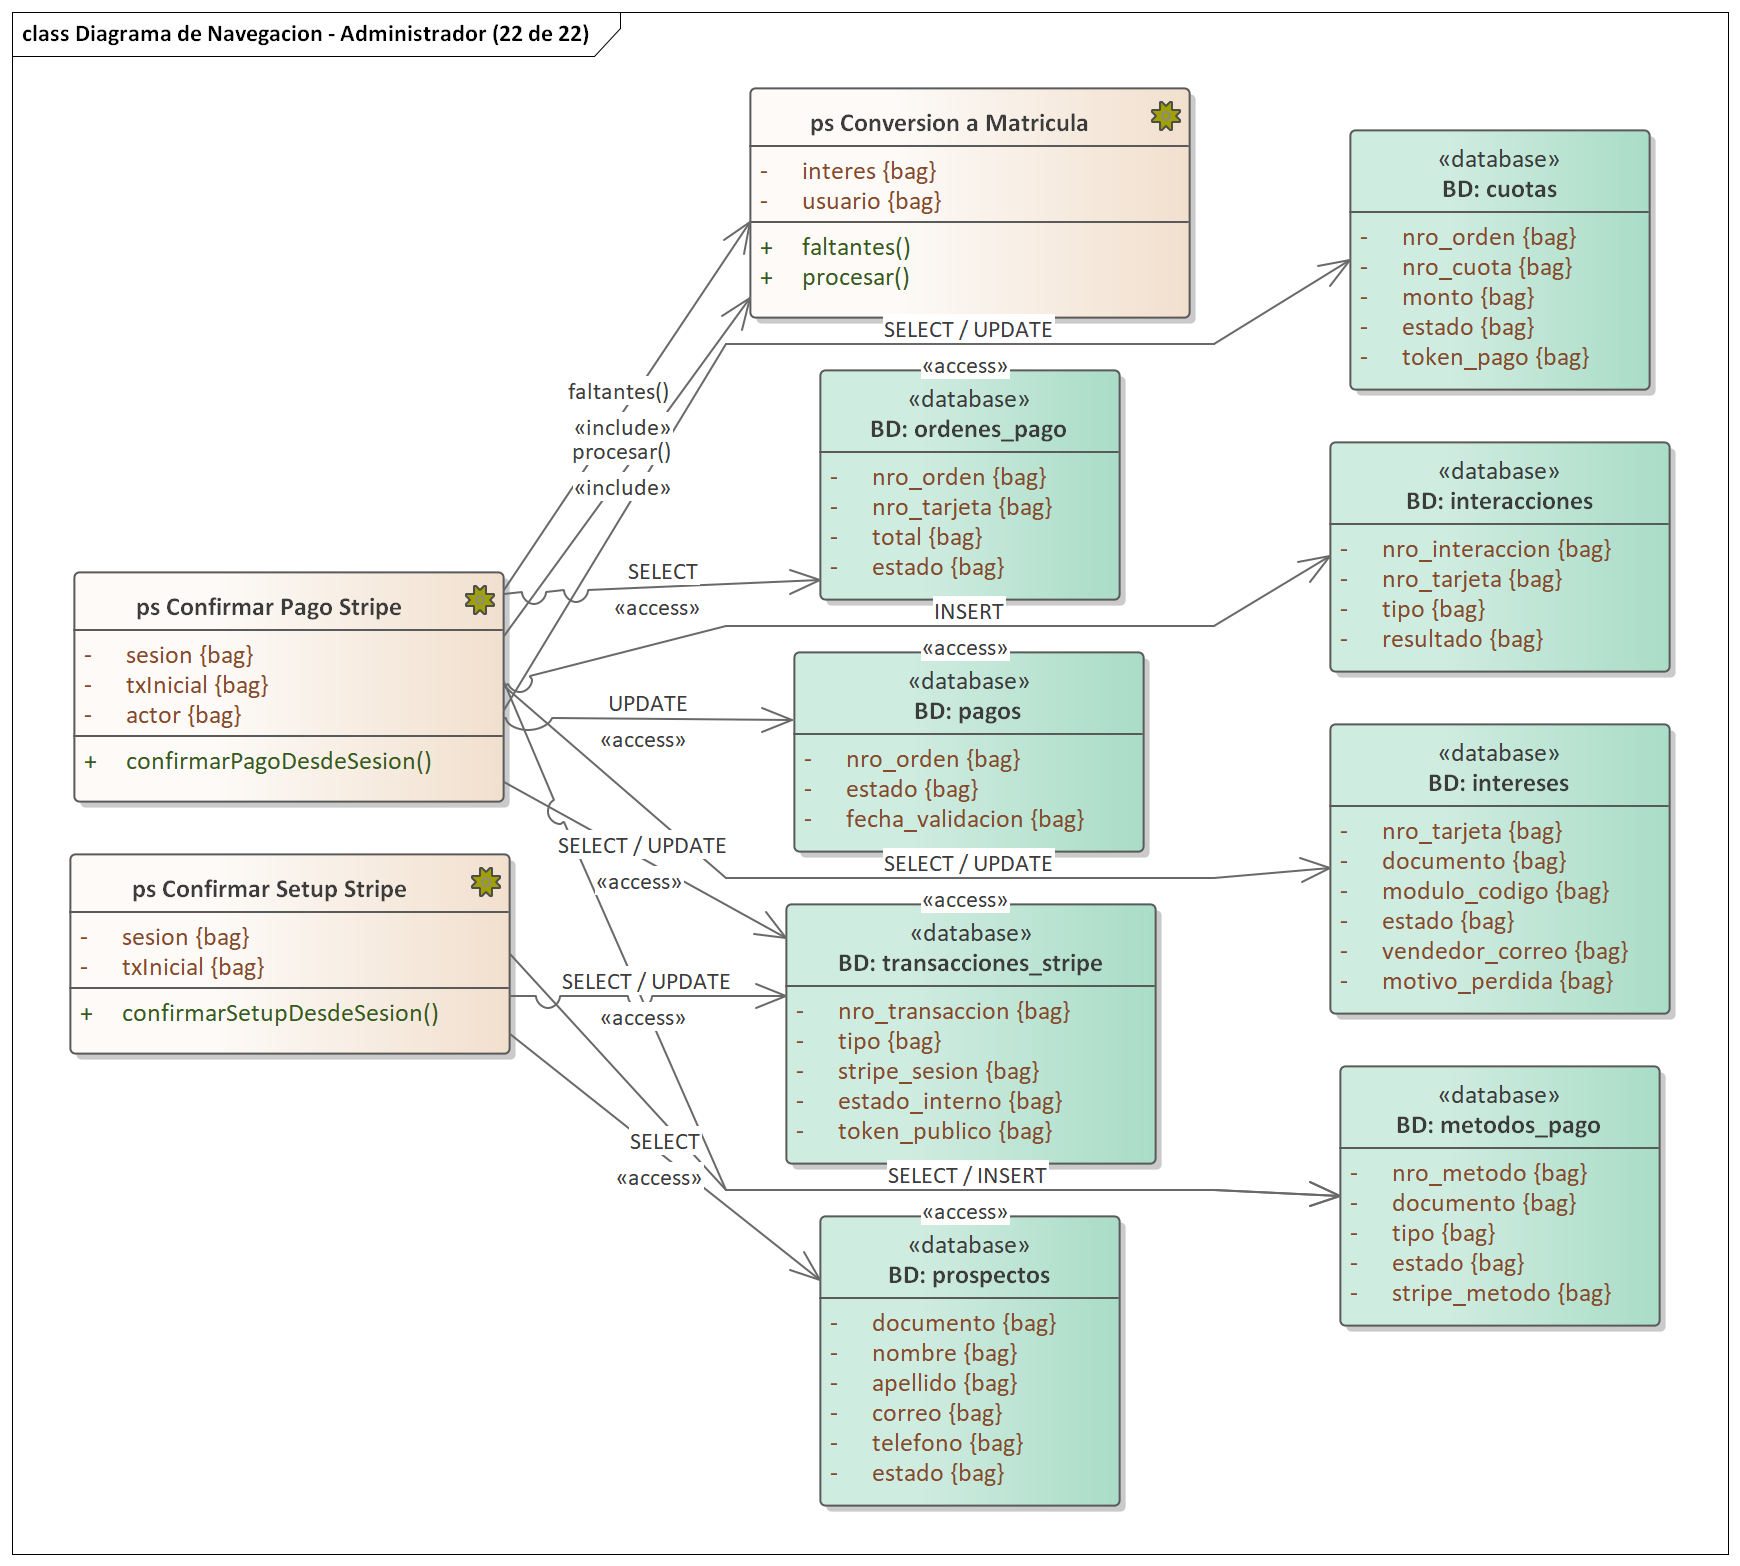 class Diagrama de Navegacion - Administrador (22 de 22)
ps Conversion a Matricula
- interes {bag}
- usuario {bag}
+ faltantes()
+ procesar()
«database»
BD: cuotas
- nro_orden {bag}
- nro_cuota {bag}
- monto {bag}
- estado {bag}
- token_pago {bag}
SELECT / UPDATE
«access»
faltantes()
«include»
procesar()
«include»
«database»
BD: ordenes_pago
- nro_orden {bag}
- nro_tarjeta {bag}
- total {bag}
- estado {bag}
«database»
BD: interacciones
- nro_interaccion {bag}
- nro_tarjeta {bag}
- tipo {bag}
- resultado {bag}
SELECT
«access»
INSERT
«access»
ps Confirmar Pago Stripe
- sesion {bag}
- txInicial {bag}
- actor {bag}
+ confirmarPagoDesdeSesion()
UPDATE
«access»
«database»
BD: pagos
- nro_orden {bag}
- estado {bag}
- fecha_validacion {bag}
«database»
BD: intereses
- nro_tarjeta {bag}
- documento {bag}
- modulo_codigo {bag}
- estado {bag}
- vendedor_correo {bag}
- motivo_perdida {bag}
SELECT / UPDATE
«access»
SELECT / UPDATE
«access»
ps Confirmar Setup Stripe
- sesion {bag}
- txInicial {bag}
+ confirmarSetupDesdeSesion()
SELECT / UPDATE
«access»
«database»
BD: transacciones_stripe
- nro_transaccion {bag}
- tipo {bag}
- stripe_sesion {bag}
- estado_interno {bag}
- token_publico {bag}
SELECT
«access»
SELECT / INSERT
«access»
«database»
BD: metodos_pago
- nro_metodo {bag}
- documento {bag}
- tipo {bag}
- estado {bag}
- stripe_metodo {bag}
«database»
BD: prospectos
- documento {bag}
- nombre {bag}
- apellido {bag}
- correo {bag}
- telefono {bag}
- estado {bag}